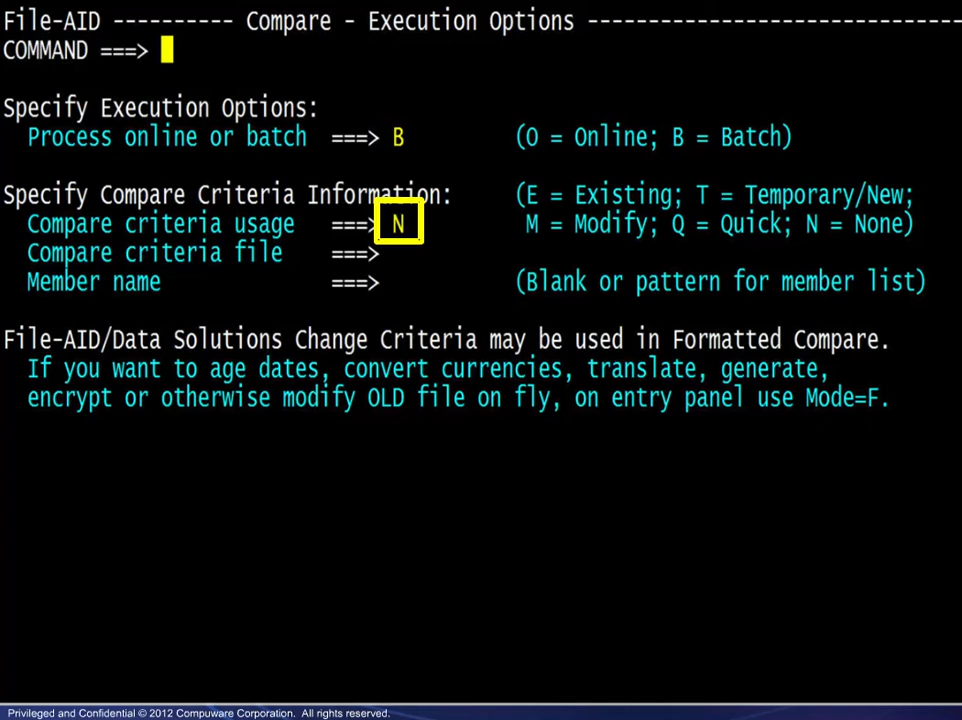 File-AID ---------- Compare - Execution Options -------------------------------
COMMAND ===>
Specify Execution Options:
Process online or batch ===> B (O = Online; B = Batch)
Specify Compare Criteria Information: (E = Existing; T = Temporary/New;
Compare criteria usage ===> N M = Modify; Q = Quick; N = None)
Compare criteria file ===>
Member name ===> (Blank or pattern for member list)
File-AID/Data Solutions Change Criteria may be used in Formatted Compare.
If you want to age dates, convert currencies, translate, generate,
encrypt or otherwise modify OLD file on fly, on entry panel use Mode=F.
Privileged and Confidential © 2012 Compuware Corporation. All rights reserved.